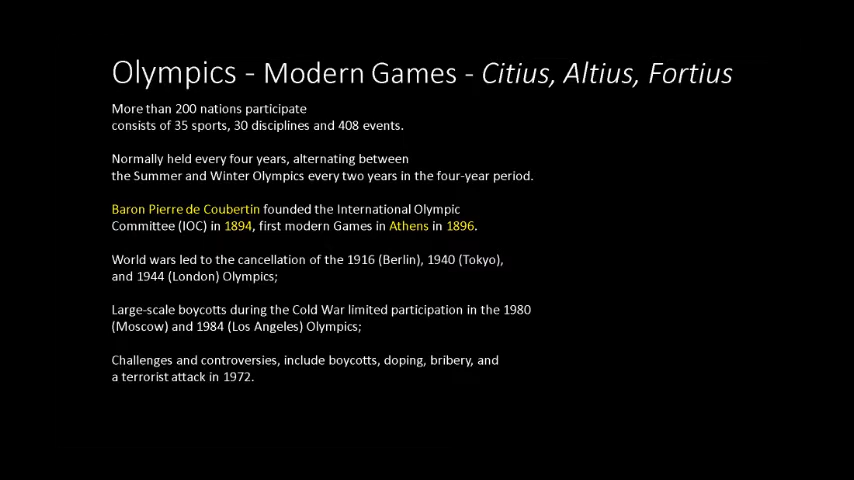 Olympics - Modern Games - Citius, Altius, Fortius
More than 200 nations participate
consists of 35 sports, 30 disciplines and 408 events.
Normally held every four years, alternating between
the Summer and Winter Olympics every two years in the four-year period.
Baron Pierre de Coubertin founded the International Olympic
Committee (IOC) in 1894, first modern Games in Athens in 1896.
World wars led to the cancellation of the 1916 (Berlin), 1940 (Tokyo),
and 1944 (London) Olympics;
Large-scale boycotts during the Cold War limited participation in the 1980
(Moscow) and 1984 (Los Angeles) Olympics;
Challenges and controversies, include boycotts, doping, bribery, and
a terrorist attack in 1972.